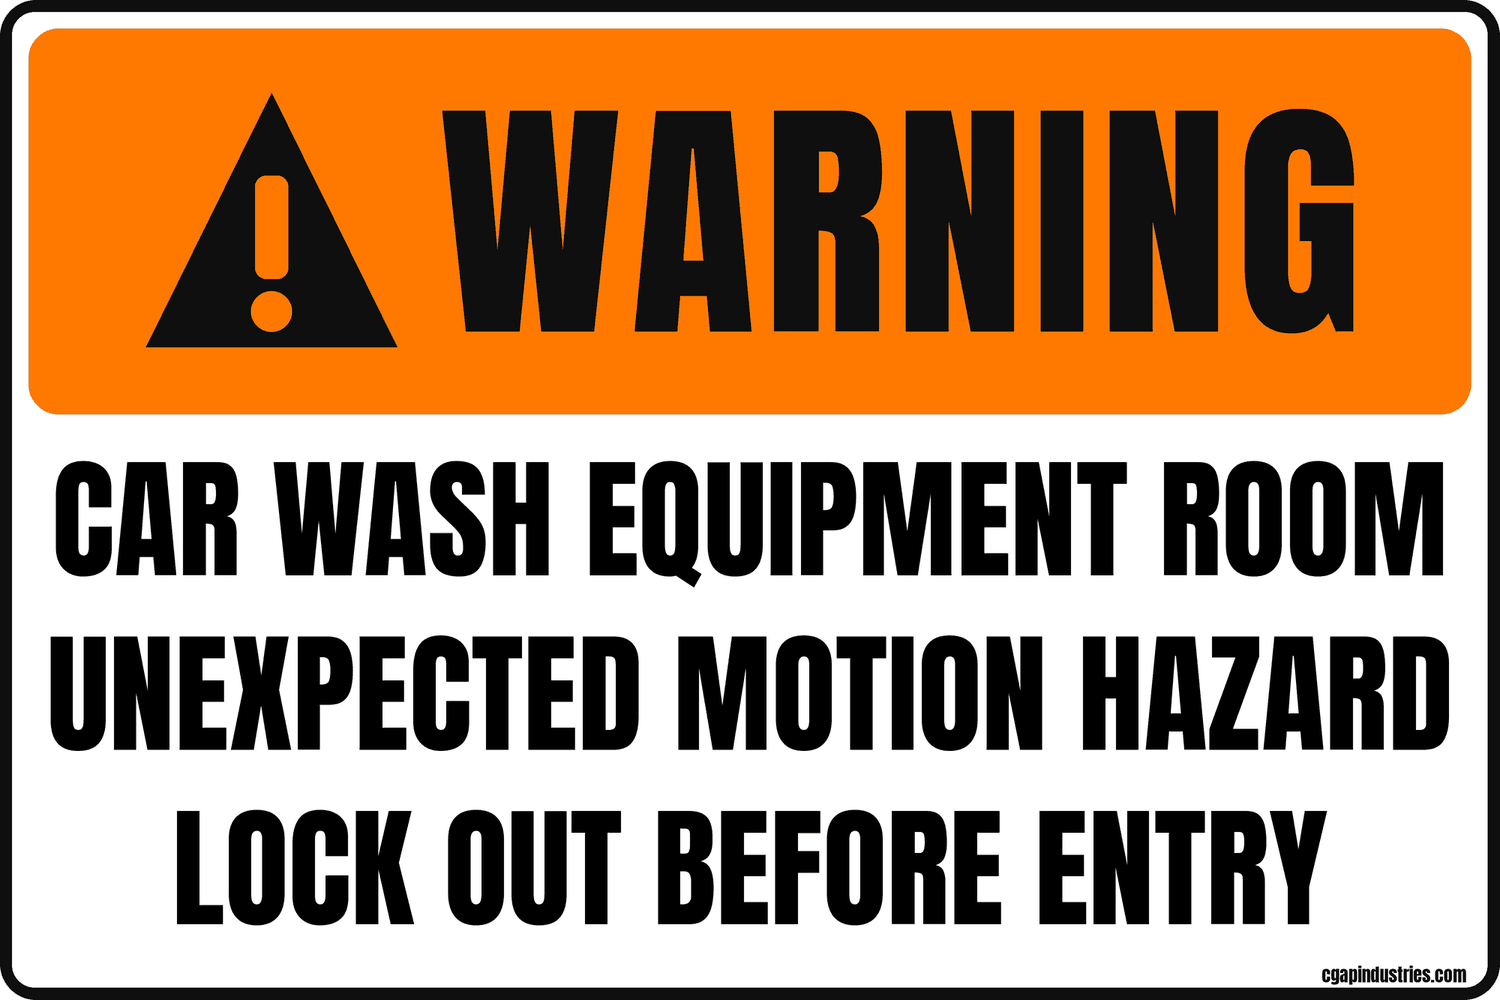 WARNING
CAR WASH EQUIPMENT ROOM
UNEXPECTED MOTION HAZARD
LOCK OUT BEFORE ENTRY
cgapindustries.com